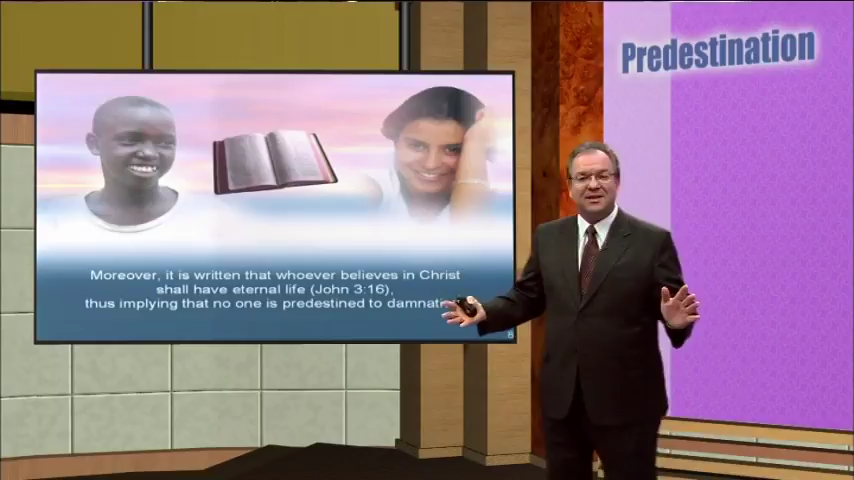 Predestination
Moreover, it is written that whoever believes in Christ
shall have eternal life (John 3:16),
thus implying that no one is predestined to damnat